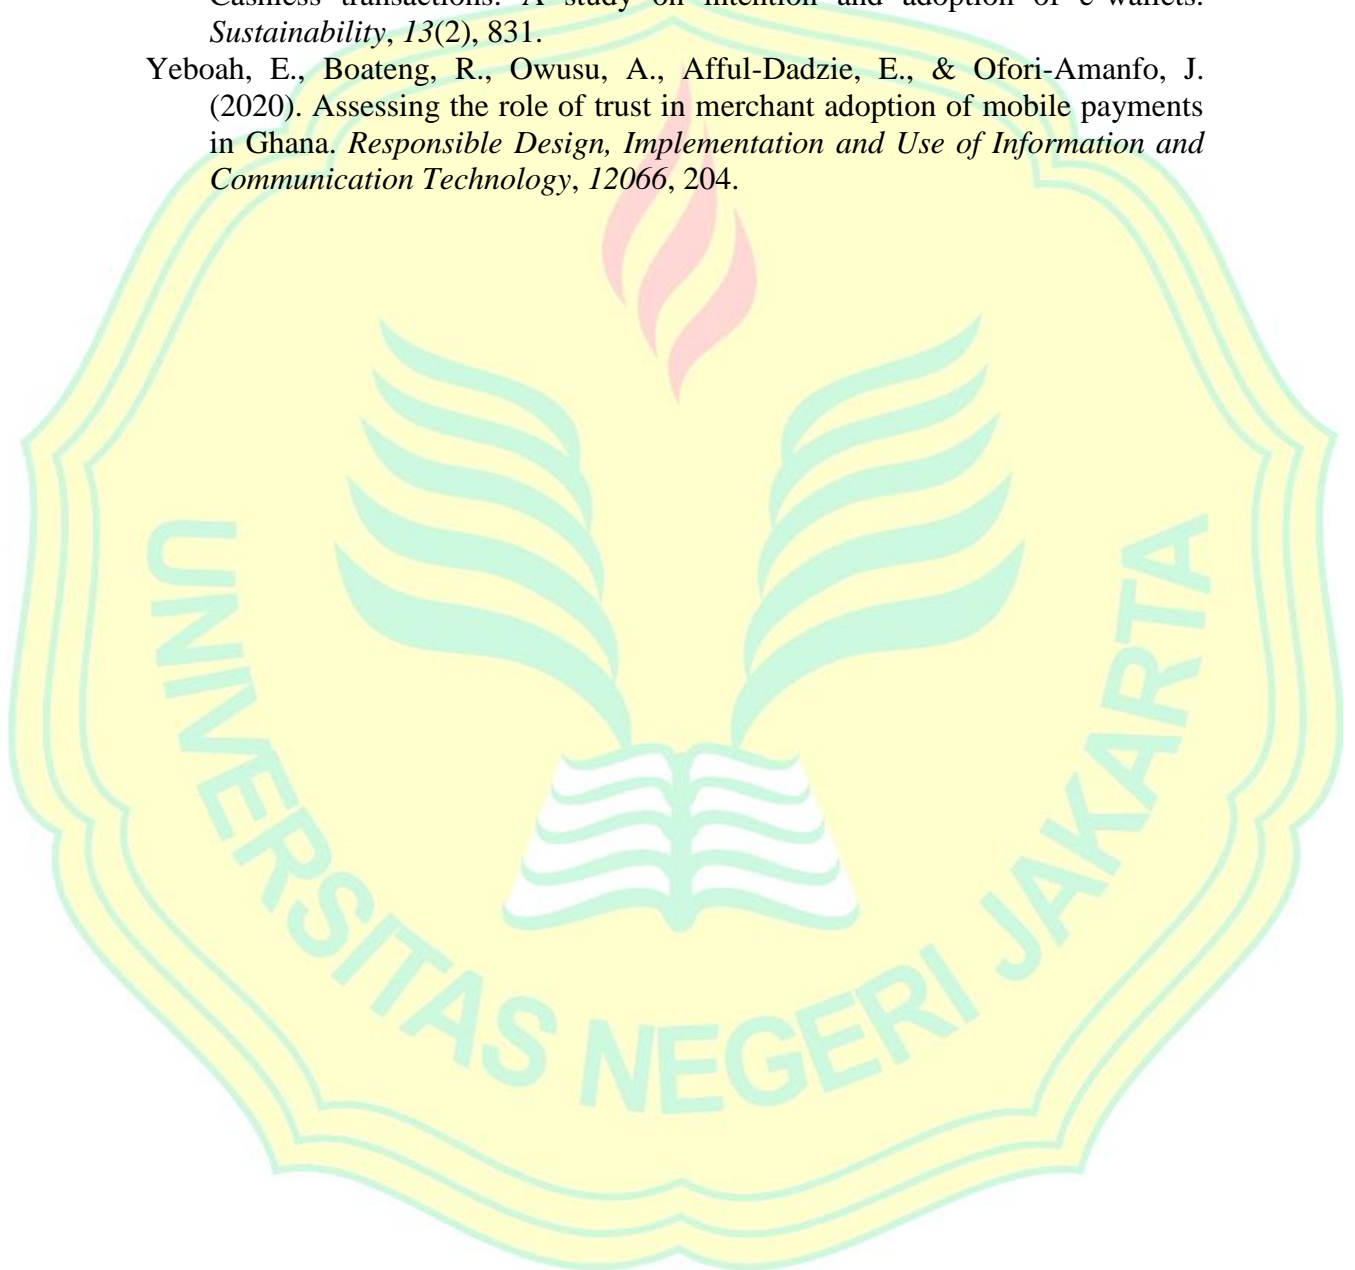 Cashless transactions: A study on intention and adoption of e-wallets.
Sustainability, 13(2), 831.
Yeboah, E., Boateng, R., Owusu, A., Afful-Dadzie, E., & Ofori-Amanfo, J.
(2020). Assessing the role of trust in merchant adoption of mobile payments
in Ghana. Responsible Design, Implementation and Use of Information and
Communication Technology, 12066, 204.
UNIVERSITAS NEGERI JAKARTA